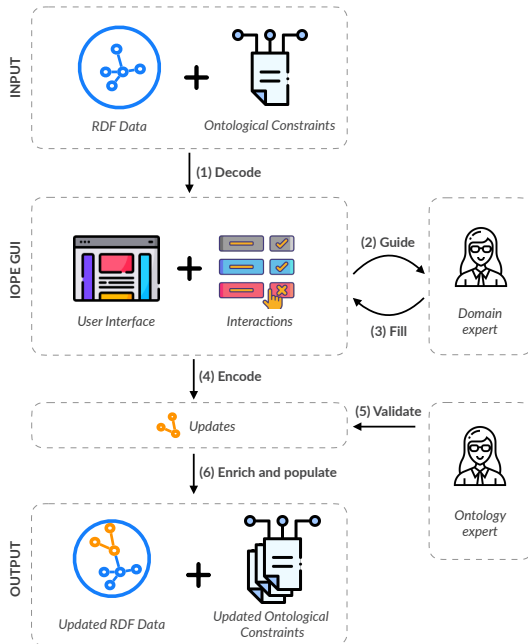 INPUT
RDF Data
Ontological Constraints
(1) Decode
IOPE GUI
User Interface
Interactions
(2) Guide
(3) Fill
Domain
expert
(4) Encode
Updates
(5) Validate
Ontology
expert
(6) Enrich and populate
OUTPUT
Updated RDF Data
Updated Ontological
Constraints